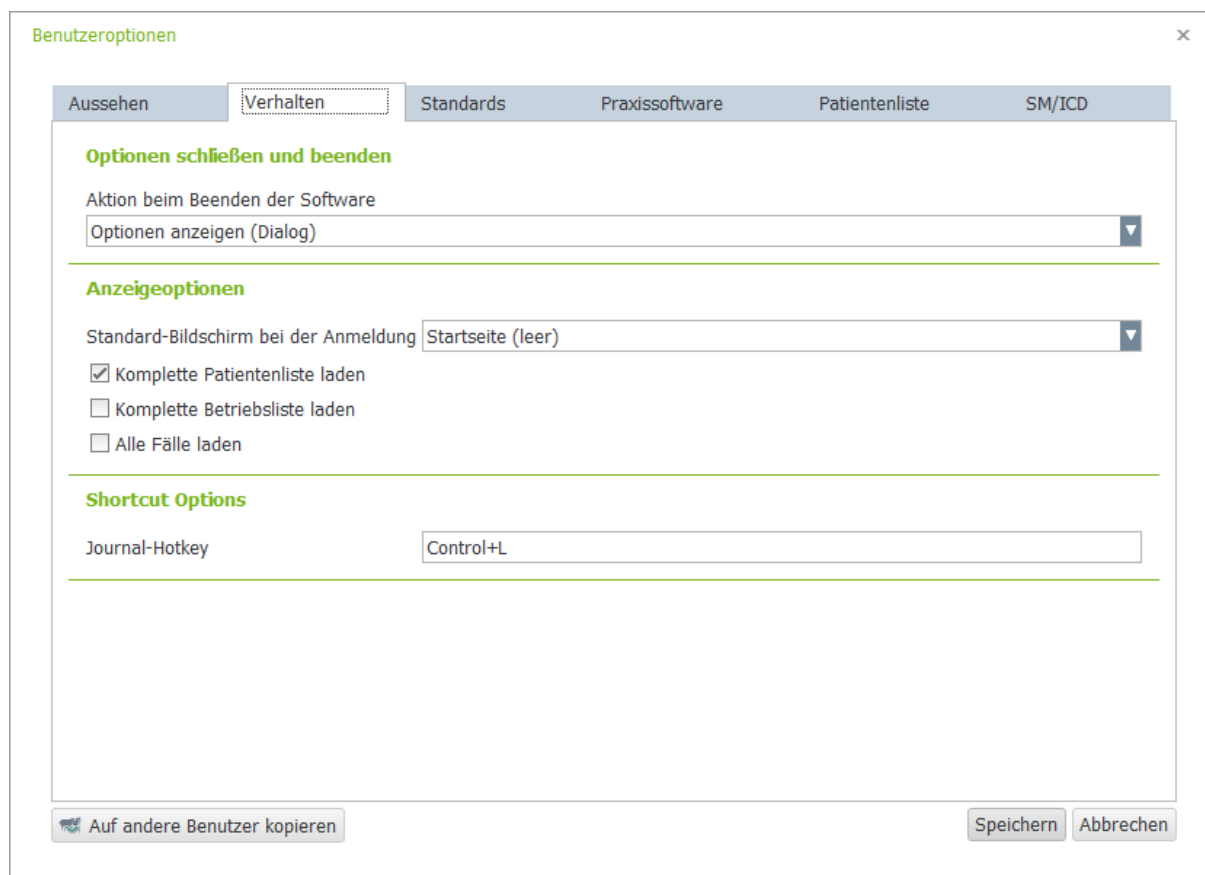 Benutzeroptionen
Aussehen Verhalten Standards Praxissoftware Patientenliste SM/ICD
Optionen schließen und beenden
Aktion beim Beenden der Software
Optionen anzeigen (Dialog)
Anzeigeoptionen
Standard-Bildschirm bei der Anmeldung Startseite (leer)
Komplette Patientenliste laden
Komplette Betriebsliste laden
Alle Fälle laden
Shortcut Options
Journal-Hotkey Control+L
Auf andere Benutzer kopieren Speichern Abbrechen